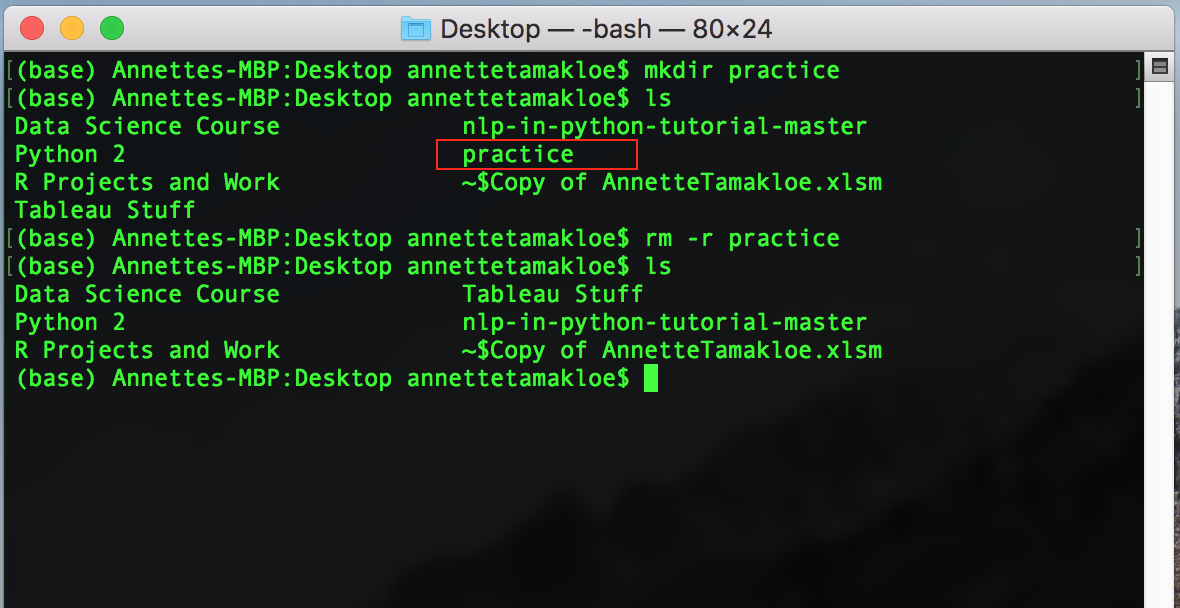 Desktop — -bash — 80×24
[(base) Annettes-MBP:Desktop annettetamakloe$ mkdir practice ]
[(base) Annettes-MBP:Desktop annettetamakloe$ ls ]
Data Science Course nlp-in-python-tutorial-master
Python 2 practice
R Projects and Work ~$Copy of AnnetteTamakloe.xlsm
Tableau Stuff
[(base) Annettes-MBP:Desktop annettetamakloe$ rm -r practice ]
[(base) Annettes-MBP:Desktop annettetamakloe$ ls ]
Data Science Course Tableau Stuff
Python 2 nlp-in-python-tutorial-master
R Projects and Work ~$Copy of AnnetteTamakloe.xlsm
(base) Annettes-MBP:Desktop annettetamakloe$